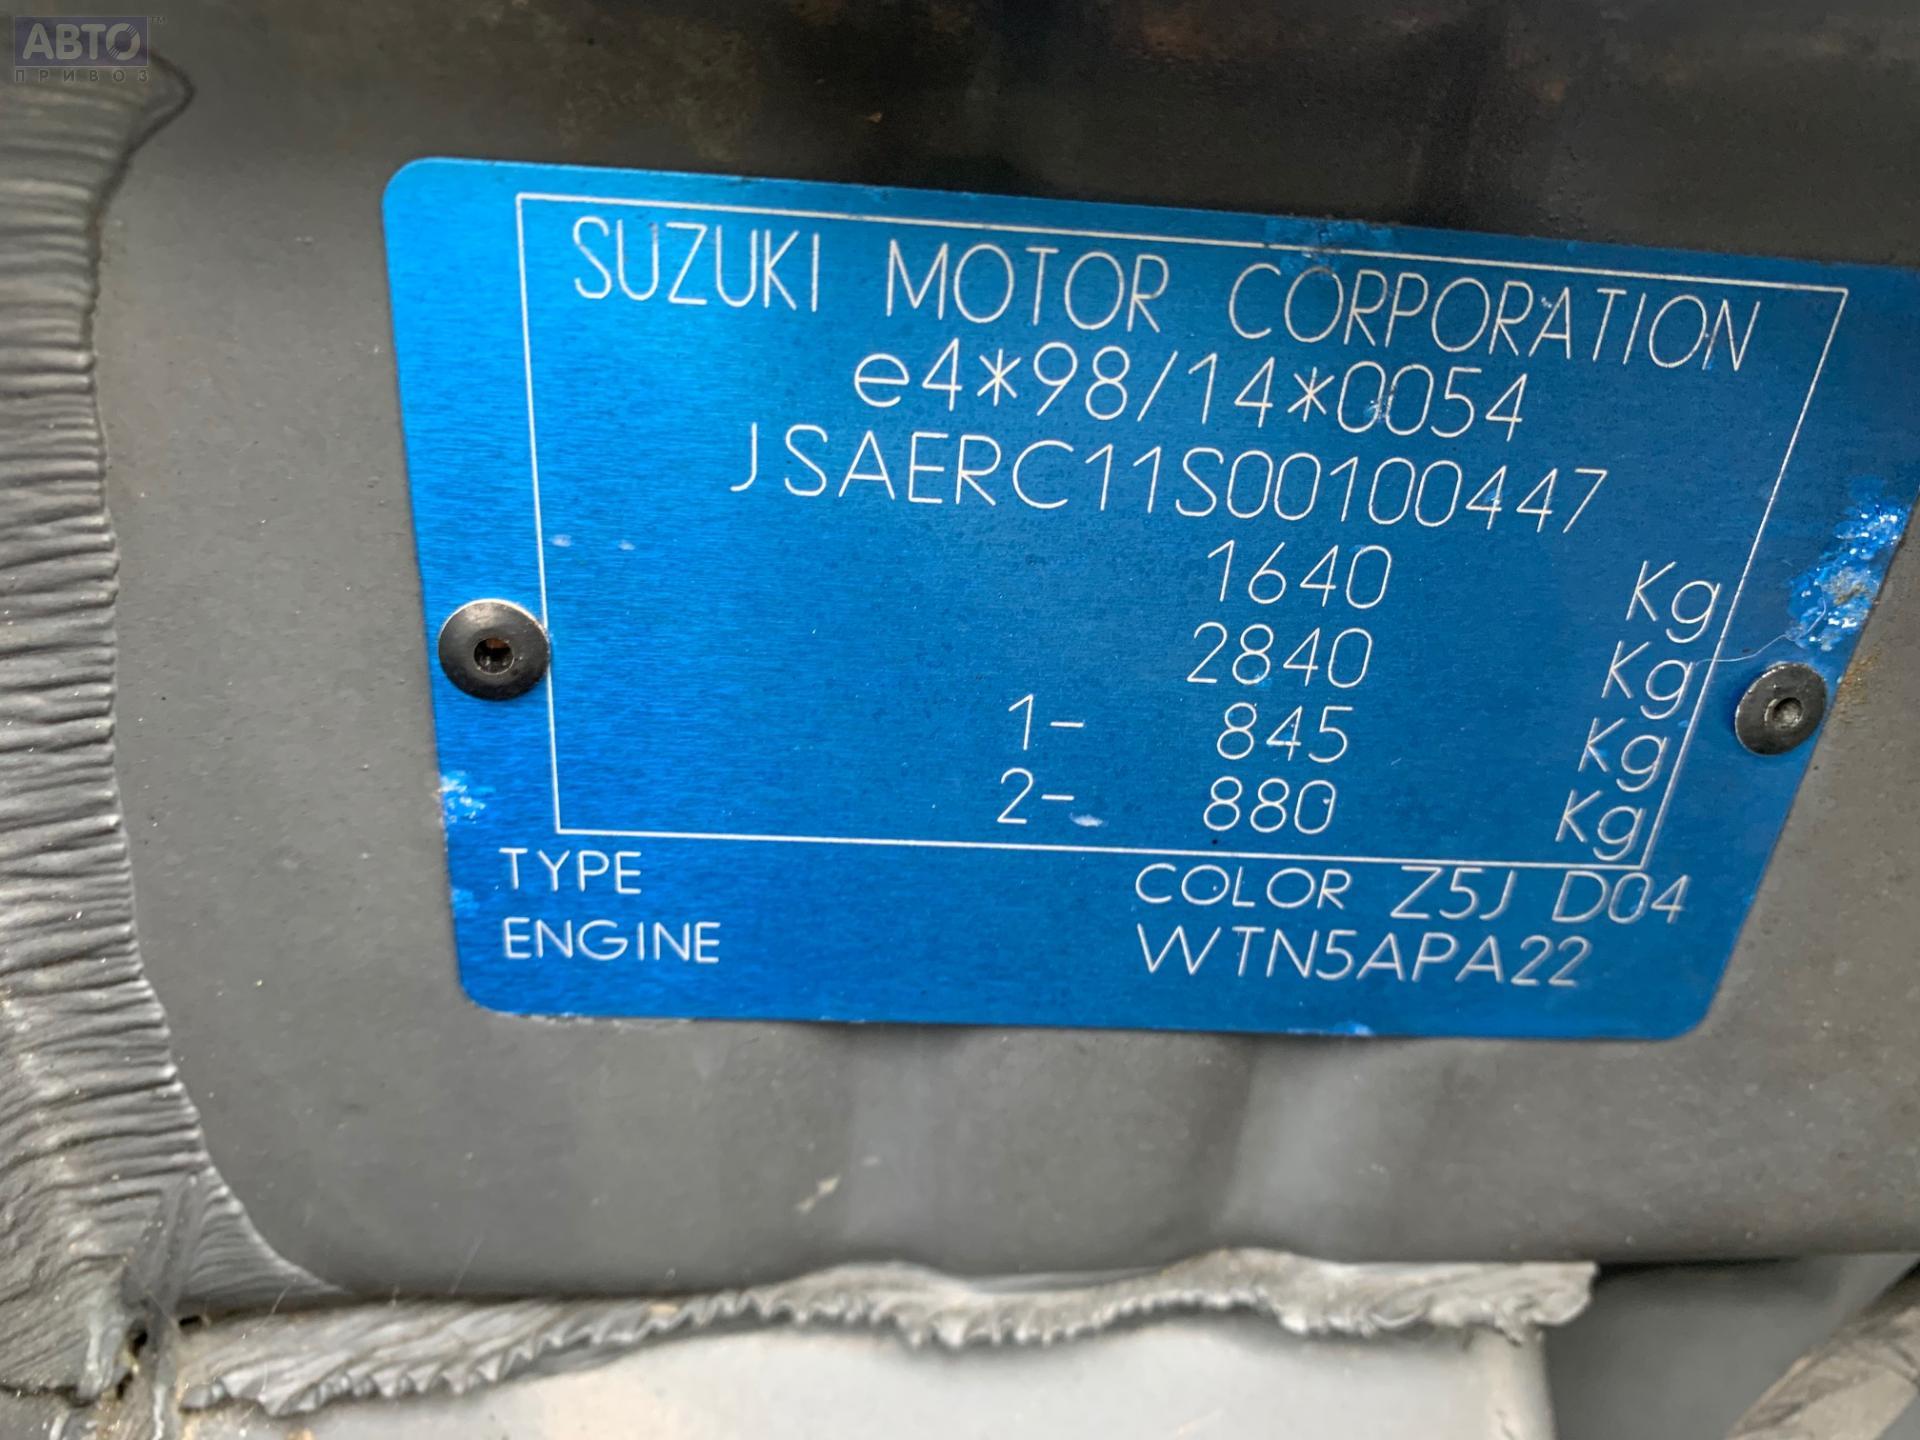 АВТО™
ПРИВОЗ
SUZUKI MOTOR CORPORATION
e4*98/14*0054
JSAERC11S00100447
1640 Kg
2840 Kg
1- 845 Kg
2- 880 Kg
TYPE COLOR Z5J D04
ENGINE WTN5APA22